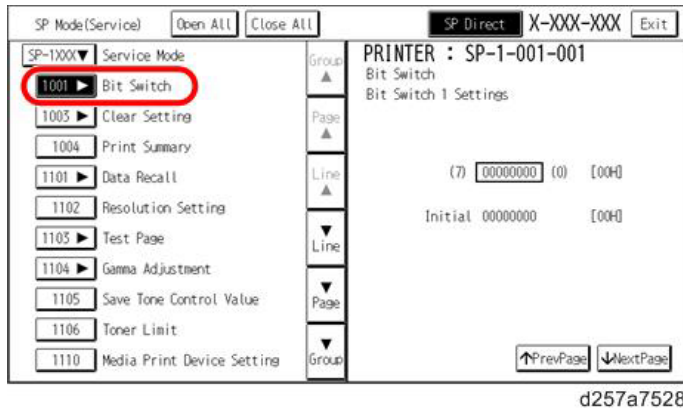 SP Mode(Service) Open All Close All SP Direct X-XXX-XXX Exit
SP-1XXX▼ Service Mode
1001 ► Bit Switch
1003 ► Clear Setting
1004 Print Summary
1101 ► Data Recall
1102 Resolution Setting
1103 ► Test Page
1104 ► Gamma Adjustment
1105 Save Tone Control Value
1106 Toner Limit
1110 Media Print Device Setting
Group
▲
Page
▲
Line
▲
▼
Line
▼
Page
▼
Group
PRINTER : SP-1-001-001
Bit Switch
Bit Switch 1 Settings
(7) 00000000 (0) [00H]
Initial 00000000 [00H]
↑PrevPage ↓NextPage
d257a7528